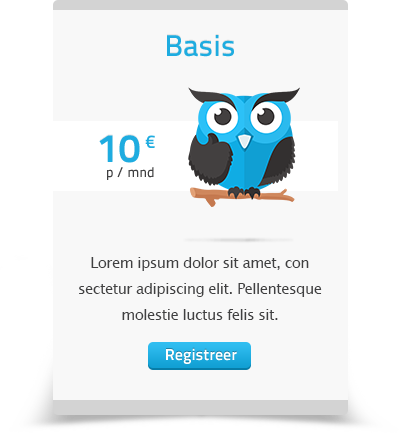 Basis
10 €
p / mnd
Lorem ipsum dolor sit amet, con
sectetur adipiscing elit. Pellentesque
molestie luctus felis sit.
Registreer